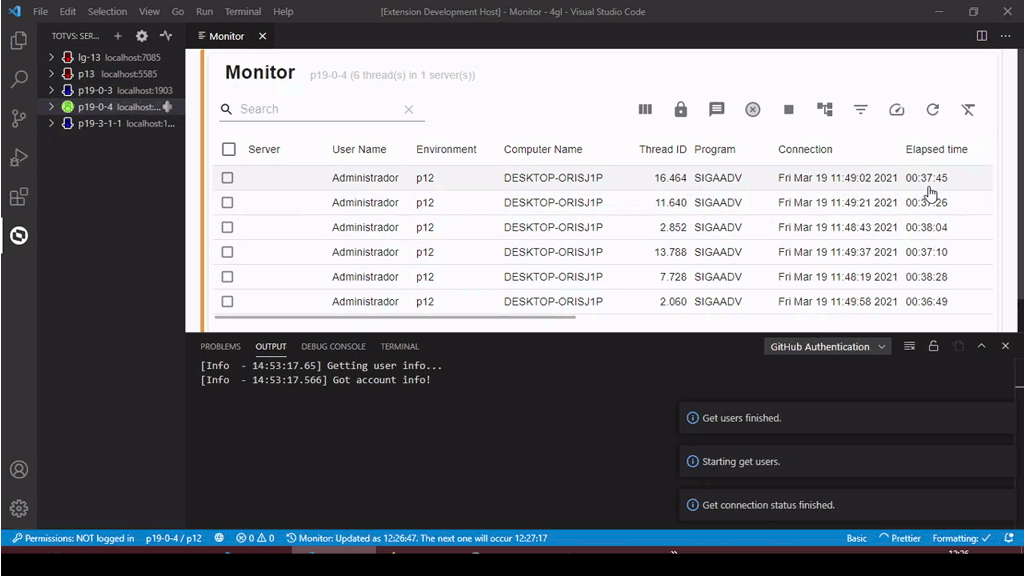 File Edit Selection View Go Run Terminal Help [Extension Development Host] - Monitor - 4gl - Visual Studio Code
TOTVS: SER...
Monitor
lg-13 localhost:7085
p13 localhost:5585
p19-0-3 localhost:1903
p19-0-4 localhost:...
p19-3-1-1 localhost:1...
Monitor p19-0-4 (6 thread(s) in 1 server(s))
Search
Server User Name Environment Computer Name Thread ID Program Connection Elapsed time
Administrador p12 DESKTOP-ORISJ1P 16.464 SIGAADV Fri Mar 19 11:49:02 2021 00:37:45
Administrador p12 DESKTOP-ORISJ1P 11.640 SIGAADV Fri Mar 19 11:49:21 2021 00:37:26
Administrador p12 DESKTOP-ORISJ1P 2.852 SIGAADV Fri Mar 19 11:48:43 2021 00:38:04
Administrador p12 DESKTOP-ORISJ1P 13.788 SIGAADV Fri Mar 19 11:49:37 2021 00:37:10
Administrador p12 DESKTOP-ORISJ1P 7.728 SIGAADV Fri Mar 19 11:48:19 2021 00:38:28
Administrador p12 DESKTOP-ORISJ1P 2.060 SIGAADV Fri Mar 19 11:49:58 2021 00:36:49
PROBLEMS OUTPUT DEBUG CONSOLE TERMINAL GitHub Authentication
[Info - 14:53:17.65] Getting user info...
[Info - 14:53:17.566] Got account info!
Get users finished.
Starting get users.
Get connection status finished.
Permissions: NOT logged in p19-0-4 / p12 0 0 Monitor: Updated as 12:26:47. The next one will occur 12:27:17 Basic Prettier Formatting: